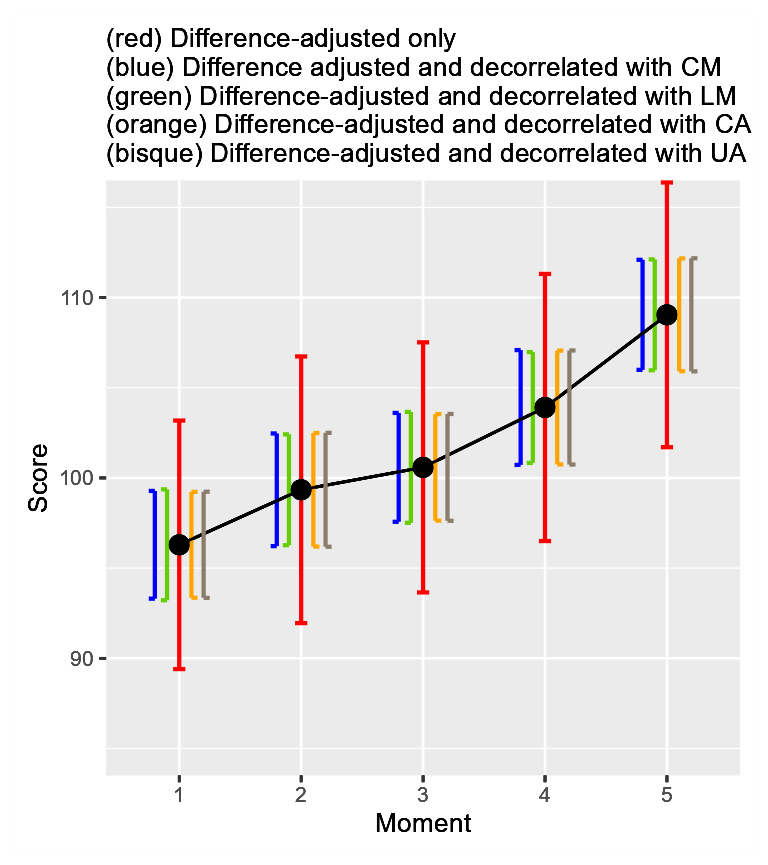 (red) Difference-adjusted only
(blue) Difference adjusted and decorrelated with CM
(green) Difference-adjusted and decorrelated with LM
(orange) Difference-adjusted and decorrelated with CA
(bisque) Difference-adjusted and decorrelated with UA
110
100
90
Score
1 2 3 4 5
Moment